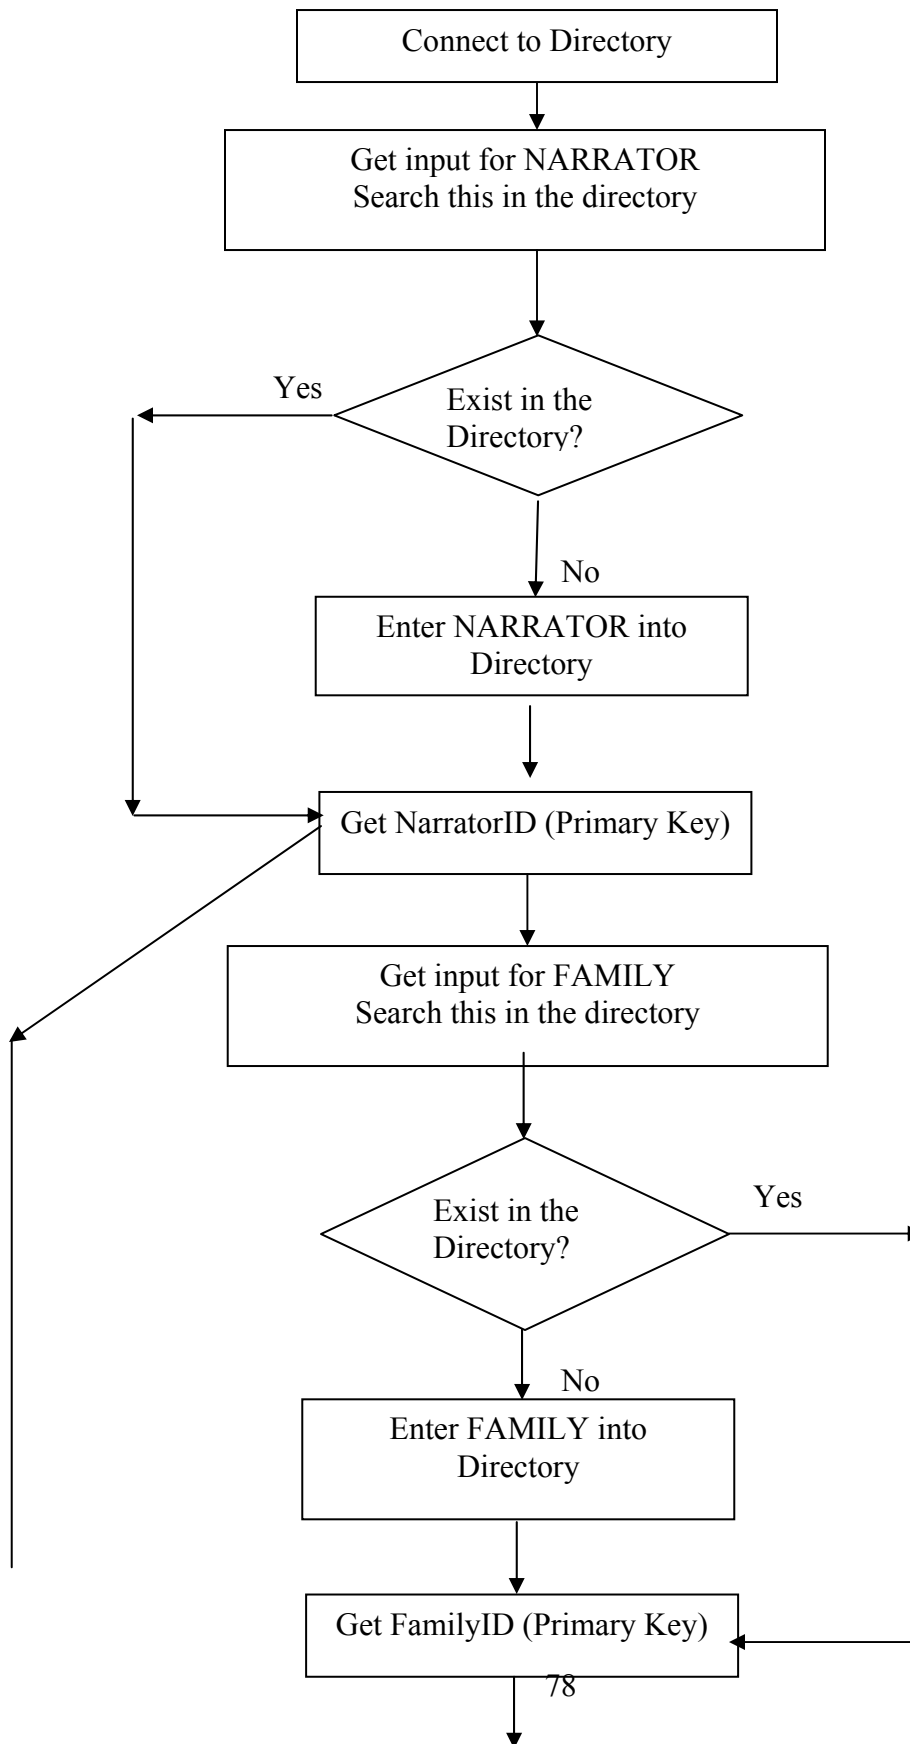 Connect to Directory
Get input for NARRATOR
Search this in the directory
Yes
Exist in the
Directory?
No
Enter NARRATOR into
Directory
Get NarratorID (Primary Key)
Get input for FAMILY
Search this in the directory
Yes
Exist in the
Directory?
No
Enter FAMILY into
Directory
Get FamilyID (Primary Key)
78